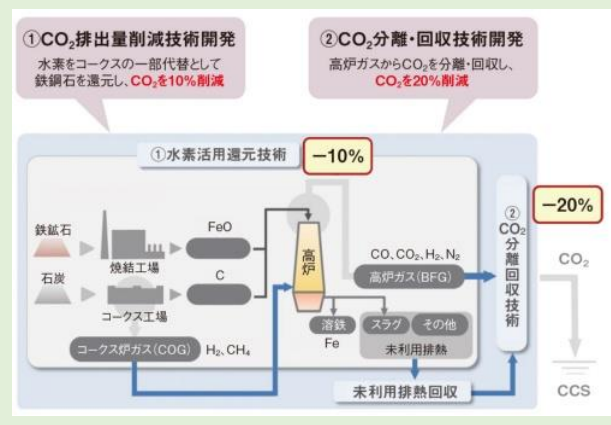 ①CO₂排出量削減技術開発
水素をコークスの一部代替として
鉄鋼石を還元し、CO₂を10%削減
②CO₂分離・回収技術開発
高炉ガスからCO₂を分離・回収し、
CO₂を20%削減
①水素活用還元技術
－10%
②CO₂分離回収技術
－20%
鉄鉱石
焼結工場
FeO
石炭
コークス工場
C
高炉
CO、CO₂、H₂、N₂
高炉ガス(BFG)
CO₂
溶銑
Fe
スラグ
その他
未利用排熱
コークス炉ガス(COG)
H₂、CH₄
未利用排熱回収
CCS